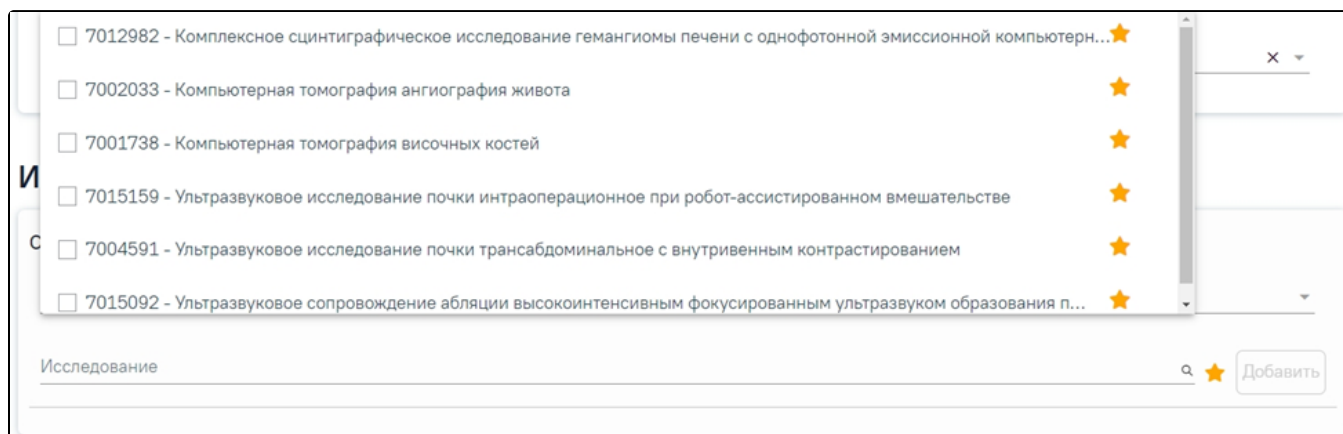 7012982 - Комплексное сцинтиграфическое исследование гемангиомы печени с однофотонной эмиссионной компьютерн...
7002033 - Компьютерная томография ангиография живота
7001738 - Компьютерная томография височных костей
И
7015159 - Ультразвуковое исследование почки интраоперационное при робот-ассистированном вмешательстве
7004591 - Ультразвуковое исследование почки трансабдоминальное с внутривенным контрастированием
7015092 - Ультразвуковое сопровождение абляции высокоинтенсивным фокусированным ультразвуком образования п...
Исследование
Добавить